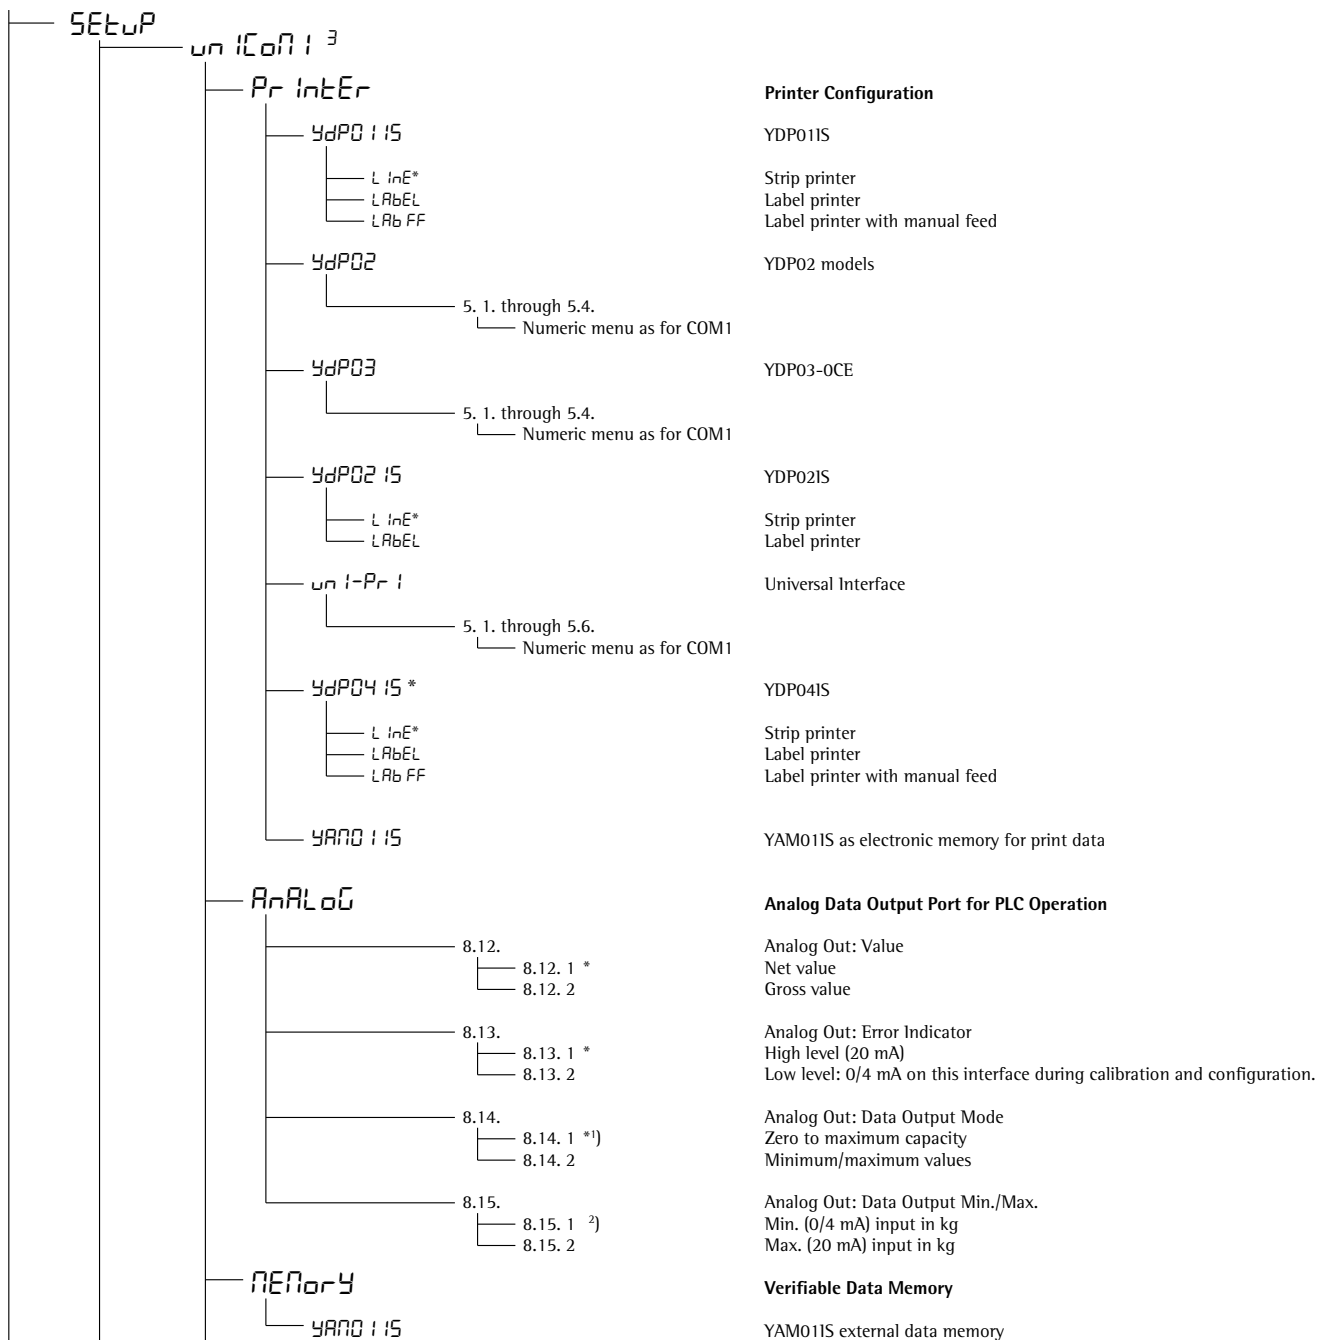 SEtuP
uniCoM1 3
PrIntEr Printer Configuration
YdP01IS YDP01IS
LInE* Strip printer
LAbEL Label printer
LAb FF Label printer with manual feed
YdP02 YDP02 models
5. 1. through 5.4.
Numeric menu as for COM1
YdP03 YDP03-0CE
5. 1. through 5.4.
Numeric menu as for COM1
YdP02IS YDP02IS
LInE* Strip printer
LAbEL Label printer
unI-PrI Universal Interface
5. 1. through 5.6.
Numeric menu as for COM1
YdP04IS * YDP04IS
LInE* Strip printer
LAbEL Label printer
LAb FF Label printer with manual feed
YAM01IS YAM01IS as electronic memory for print data
AnALoG Analog Data Output Port for PLC Operation
8.12. Analog Out: Value
8.12. 1 * Net value
8.12. 2 Gross value
8.13. Analog Out: Error Indicator
8.13. 1 * High level (20 mA)
8.13. 2 Low level: 0/4 mA on this interface during calibration and configuration.
8.14. Analog Out: Data Output Mode
8.14. 1 *1) Zero to maximum capacity
8.14. 2 Minimum/maximum values
8.15. Analog Out: Data Output Min./Max.
8.15. 1 2) Min. (0/4 mA) input in kg
8.15. 2 Max. (20 mA) input in kg
MEMorY Verifiable Data Memory
YAM01IS YAM01IS external data memory